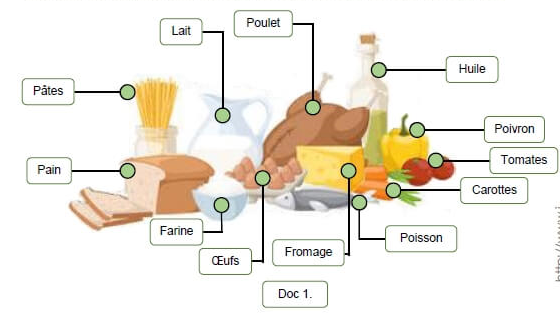 Poulet
Lait
Huile
Pâtes
Poivron
Tomates
Pain
Carottes
Farine
Poisson
Fromage
Œufs
Doc 1.